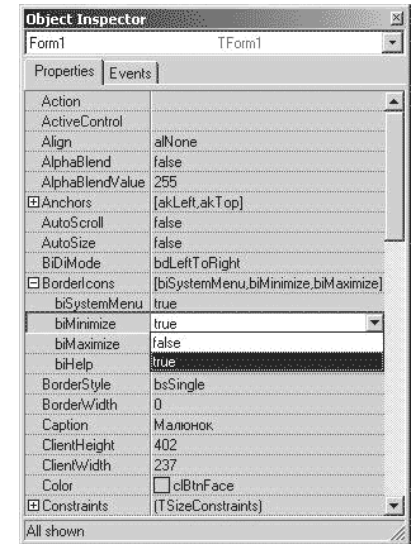 Object Inspector
Form1 TForm1
Properties Events
Action
ActiveControl
Align alNone
AlphaBlend false
AlphaBlendValue 255
Anchors [akLeft,akTop]
AutoScroll false
AutoSize false
BiDiMode bdLeftToRight
BorderIcons [biSystemMenu,biMinimize,biMaximize]
biSystemMenu true
biMinimize true
biMaximize false
biHelp true
BorderStyle bsSingle
BorderWidth 0
Caption Малюнок
ClientHeight 402
ClientWidth 237
Color clBtnFace
Constraints (TSizeConstraints)
All shown